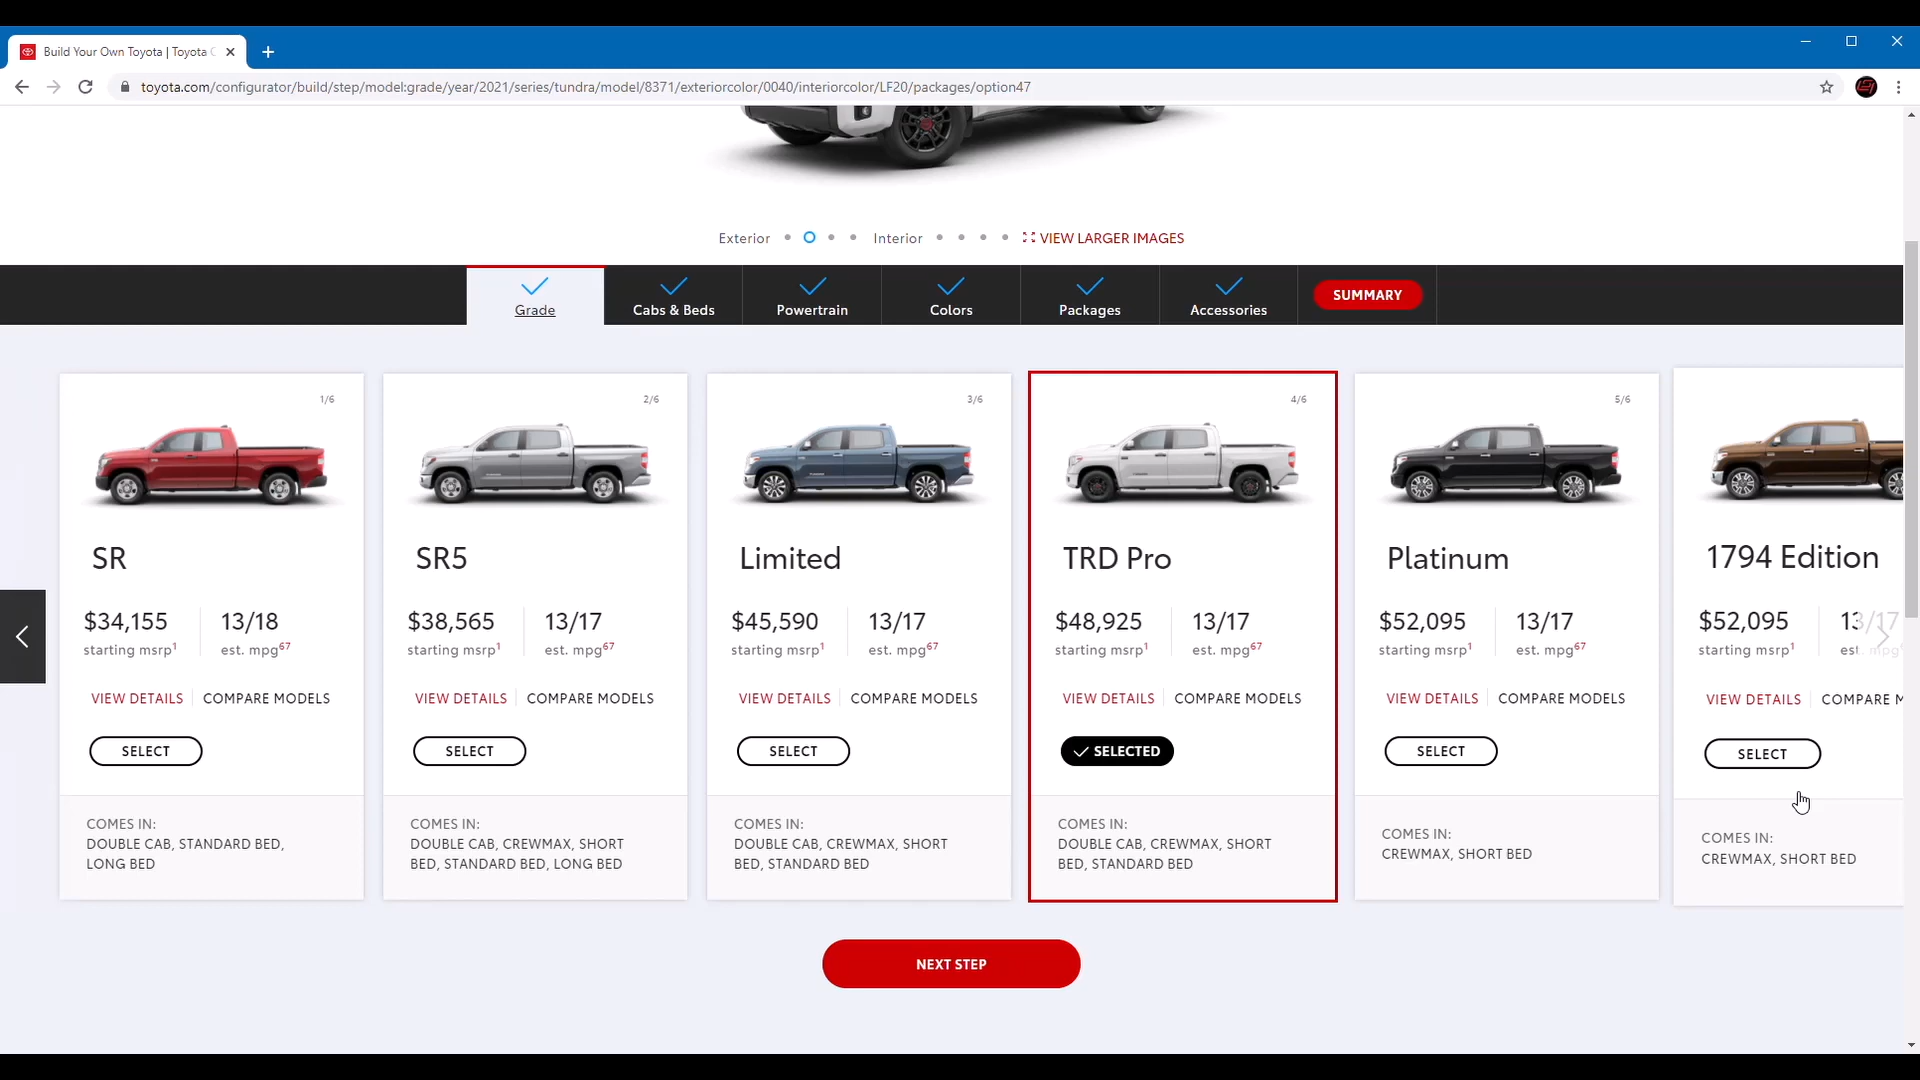 Build Your Own Toyota | Toyota
toyota.com/configurator/build/step/model:grade/year/2021/series/tundra/model/8371/exteriorcolor/0040/interiorcolor/LF20/packages/option47
Exterior Interior VIEW LARGER IMAGES
Grade Cabs & Beds Powertrain Colors Packages Accessories SUMMARY
1/6 2/6 3/6 4/6 5/6
SR SR5 Limited TRD Pro Platinum 1794 Edition
$34,155 13/18 $38,565 13/17 $45,590 13/17 $48,925 13/17 $52,095 13/17 $52,095 13/17
starting msrp1 est. mpg67 starting msrp1 est. mpg67 starting msrp1 est. mpg67 starting msrp1 est. mpg67 starting msrp1 est. mpg67 starting msrp1 est. mpg
VIEW DETAILS COMPARE MODELS VIEW DETAILS COMPARE MODELS VIEW DETAILS COMPARE MODELS VIEW DETAILS COMPARE MODELS VIEW DETAILS COMPARE MODELS VIEW DETAILS COMPARE M
SELECT SELECT SELECT SELECTED SELECT SELECT
COMES IN: COMES IN: COMES IN: COMES IN: COMES IN: COMES IN:
DOUBLE CAB, STANDARD BED, DOUBLE CAB, CREWMAX, SHORT DOUBLE CAB, CREWMAX, SHORT DOUBLE CAB, CREWMAX, SHORT CREWMAX, SHORT BED CREWMAX, SHORT BED
LONG BED BED, STANDARD BED, LONG BED BED, STANDARD BED BED, STANDARD BED
NEXT STEP